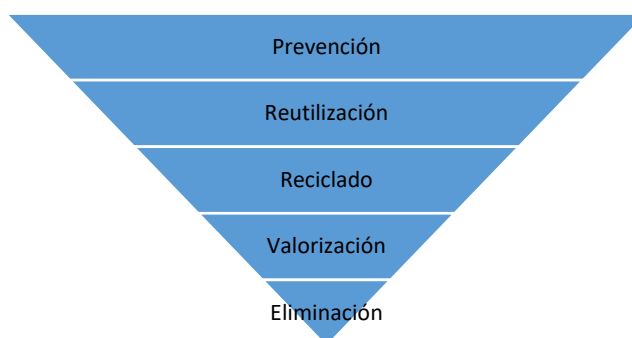 Prevención
Reutilización
Reciclado
Valorización
Eliminación